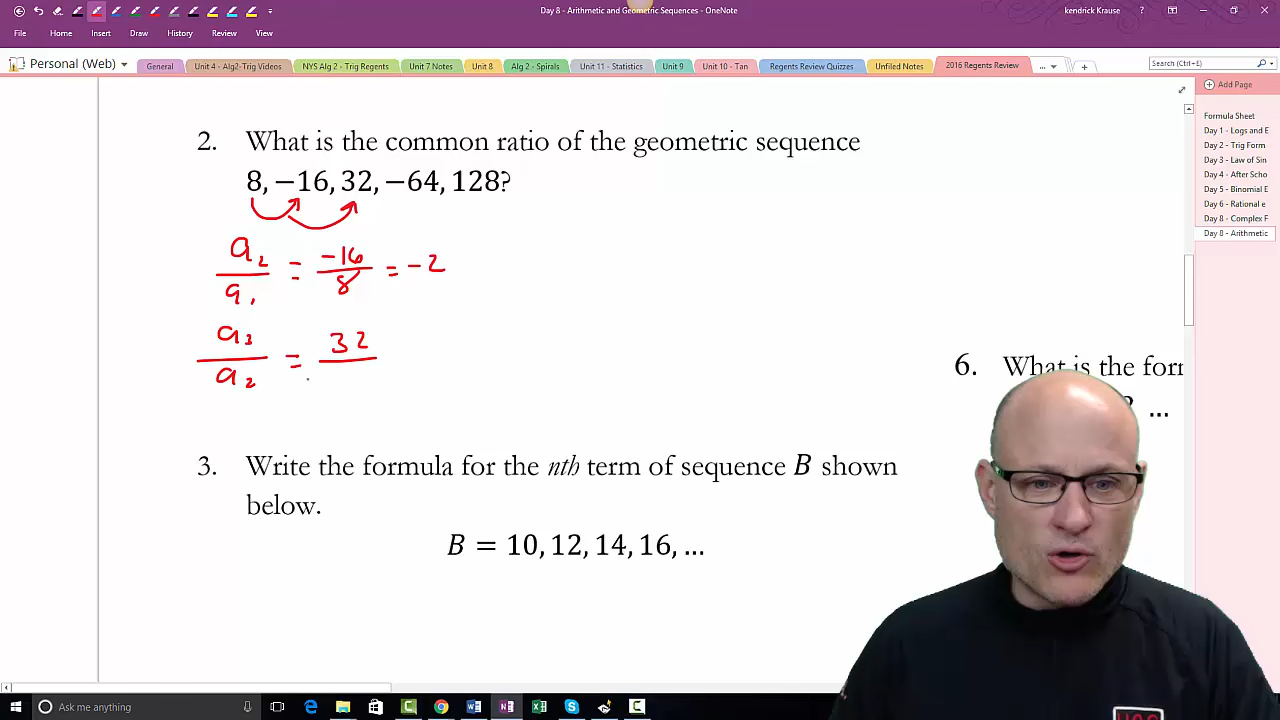 Day 8 - Arithmetic and Geometric Sequences - OneNote
kendrick Krause
File Home Insert Draw History Review View
Personal (Web)
General
Unit 4 - Alg2-Trig Videos
NYS Alg 2 - Trig Regents
Unit 7 Notes
Unit 8
Alg 2 - Spirals
Unit 11 - Statistics
Unit 9
Unit 10 - Tan
Regents Review Quizzes
Unfiled Notes
2016 Regents Review
...
Search (Ctrl+E)
Add Page
Formula Sheet
Day 1 - Logs and E
Day 2 - Trig Form
Day 3 - Law of Sin
Day 4 - After Scho
Day 5 - Binomial E
Day 6 - Rational e
Day 8 - Complex F
Day 8 - Arithmetic
2. What is the common ratio of the geometric sequence
8, −16, 32, −64, 128?
a₂/a₁ = -16/8 = -2
a₃/a₂ = 32
6. What is the for
...
3. Write the formula for the nth term of sequence B shown
below.
B = 10, 12, 14, 16, ...
Ask me anything